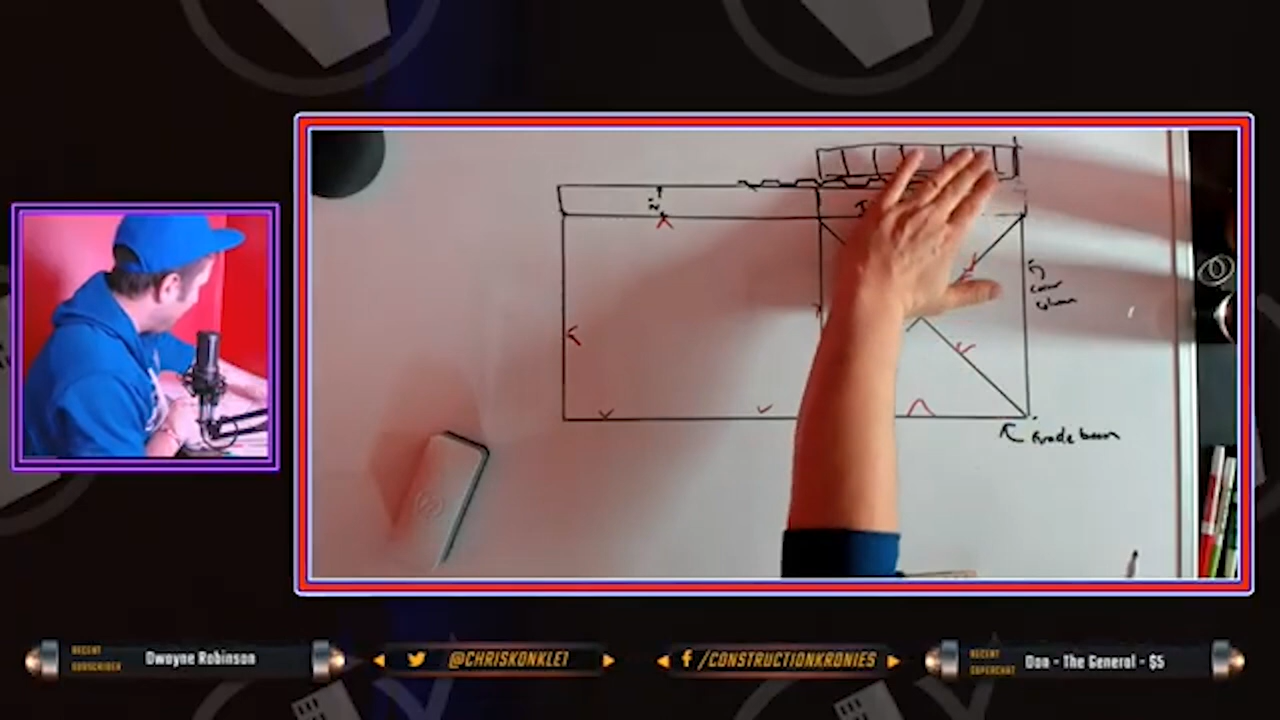 Grade beam
RECENT
SUBSCRIBER
Dwayne Robinson
@CHRISKONKLE1
/CONSTRUCTIONKRONIES
RECENT
SUPERCHAT
Don - The General - $5